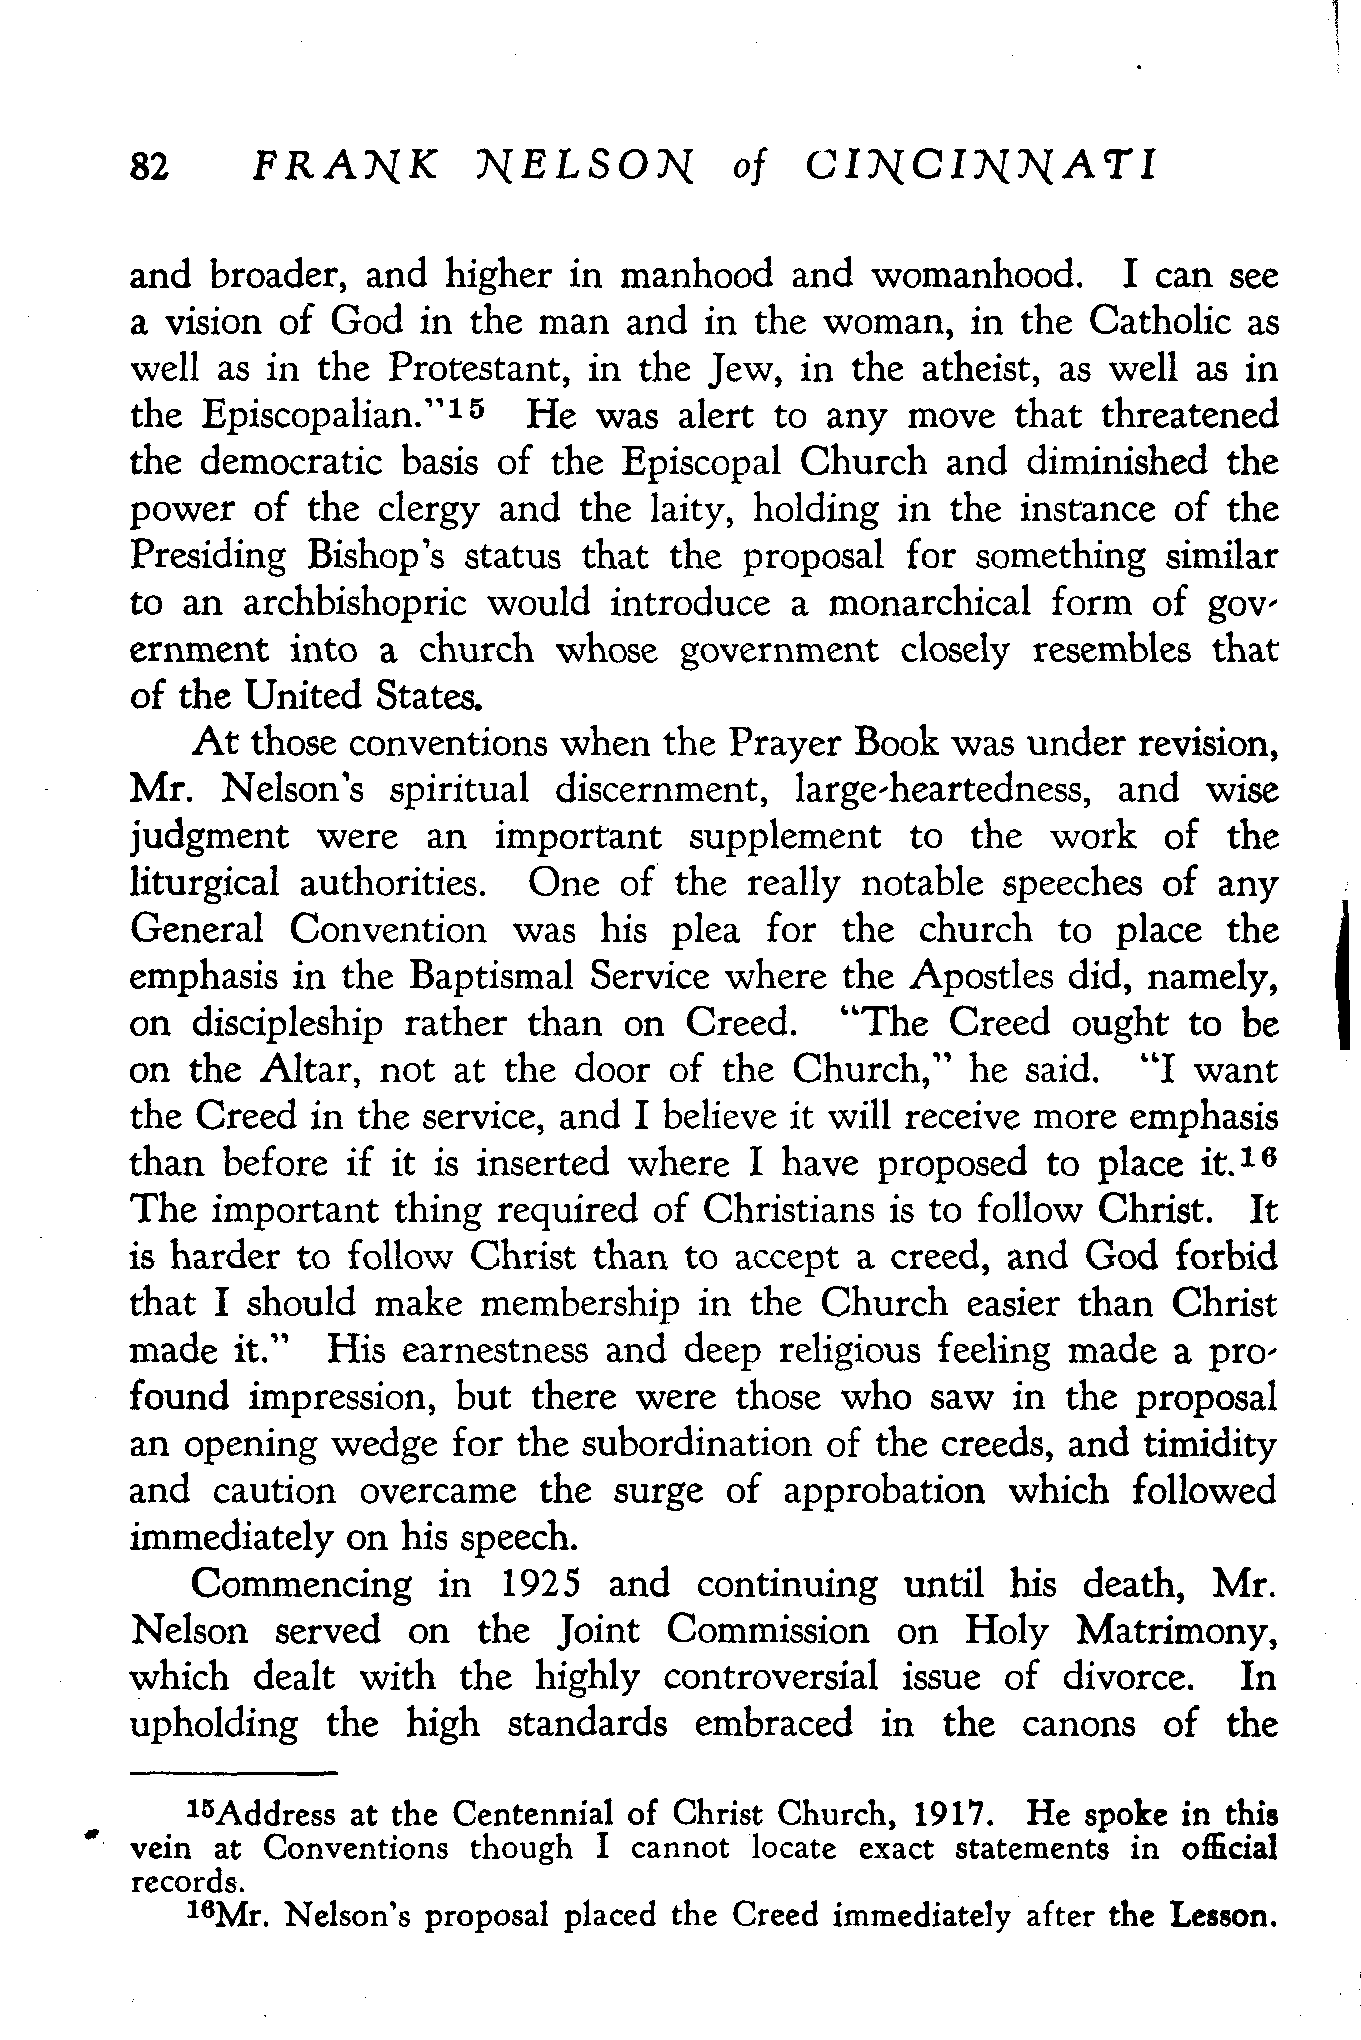 82 FRANK NELSON of CINCINNATI
and broader, and higher in manhood and womanhood. I can see
a vision of God in the man and in the woman, in the Catholic as
well as in the Protestant, in the Jew, in the atheist, as well as in
the Episcopalian."15 He was alert to any move that threatened
the democratic basis of the Episcopal Church and diminished the
power of the clergy and the laity, holding in the instance of the
Presiding Bishop's status that the proposal for something similar
to an archbishopric would introduce a monarchical form of gov-
ernment into a church whose government closely resembles that
of the United States.
At those conventions when the Prayer Book was under revision,
Mr. Nelson's spiritual discernment, large-heartedness, and wise
judgment were an important supplement to the work of the
liturgical authorities. One of the really notable speeches of any
General Convention was his plea for the church to place the
emphasis in the Baptismal Service where the Apostles did, namely,
on discipleship rather than on Creed. "The Creed ought to be
on the Altar, not at the door of the Church," he said. "I want
the Creed in the service, and I believe it will receive more emphasis
than before if it is inserted where I have proposed to place it.16
The important thing required of Christians is to follow Christ. It
is harder to follow Christ than to accept a creed, and God forbid
that I should make membership in the Church easier than Christ
made it." His earnestness and deep religious feeling made a pro-
found impression, but there were those who saw in the proposal
an opening wedge for the subordination of the creeds, and timidity
and caution overcame the surge of approbation which followed
immediately on his speech.
Commencing in 1925 and continuing until his death, Mr.
Nelson served on the Joint Commission on Holy Matrimony,
which dealt with the highly controversial issue of divorce. In
upholding the high standards embraced in the canons of the
15Address at the Centennial of Christ Church, 1917. He spoke in this
vein at Conventions though I cannot locate exact statements in official
records.
16Mr. Nelson's proposal placed the Creed immediately after the Lesson.